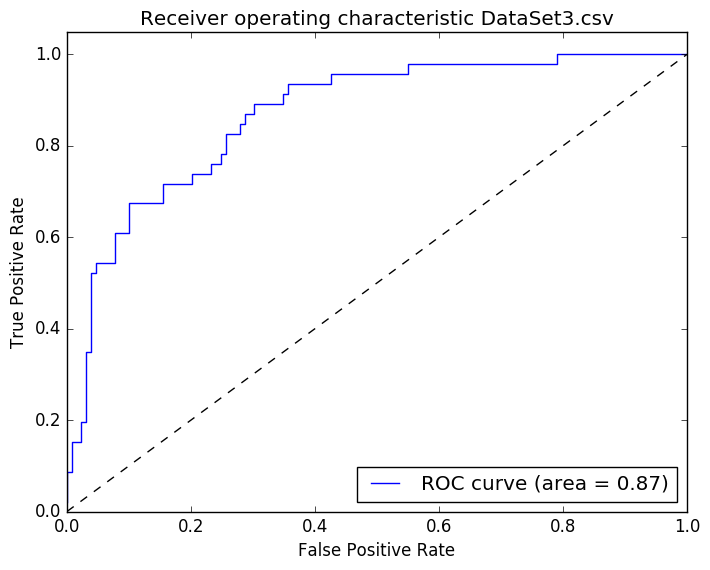 Receiver operating characteristic DataSet3.csv
1.0
0.8
0.6
0.4
0.2
0.0
True Positive Rate
ROC curve (area = 0.87)
0.0 0.2 0.4 0.6 0.8 1.0
False Positive Rate